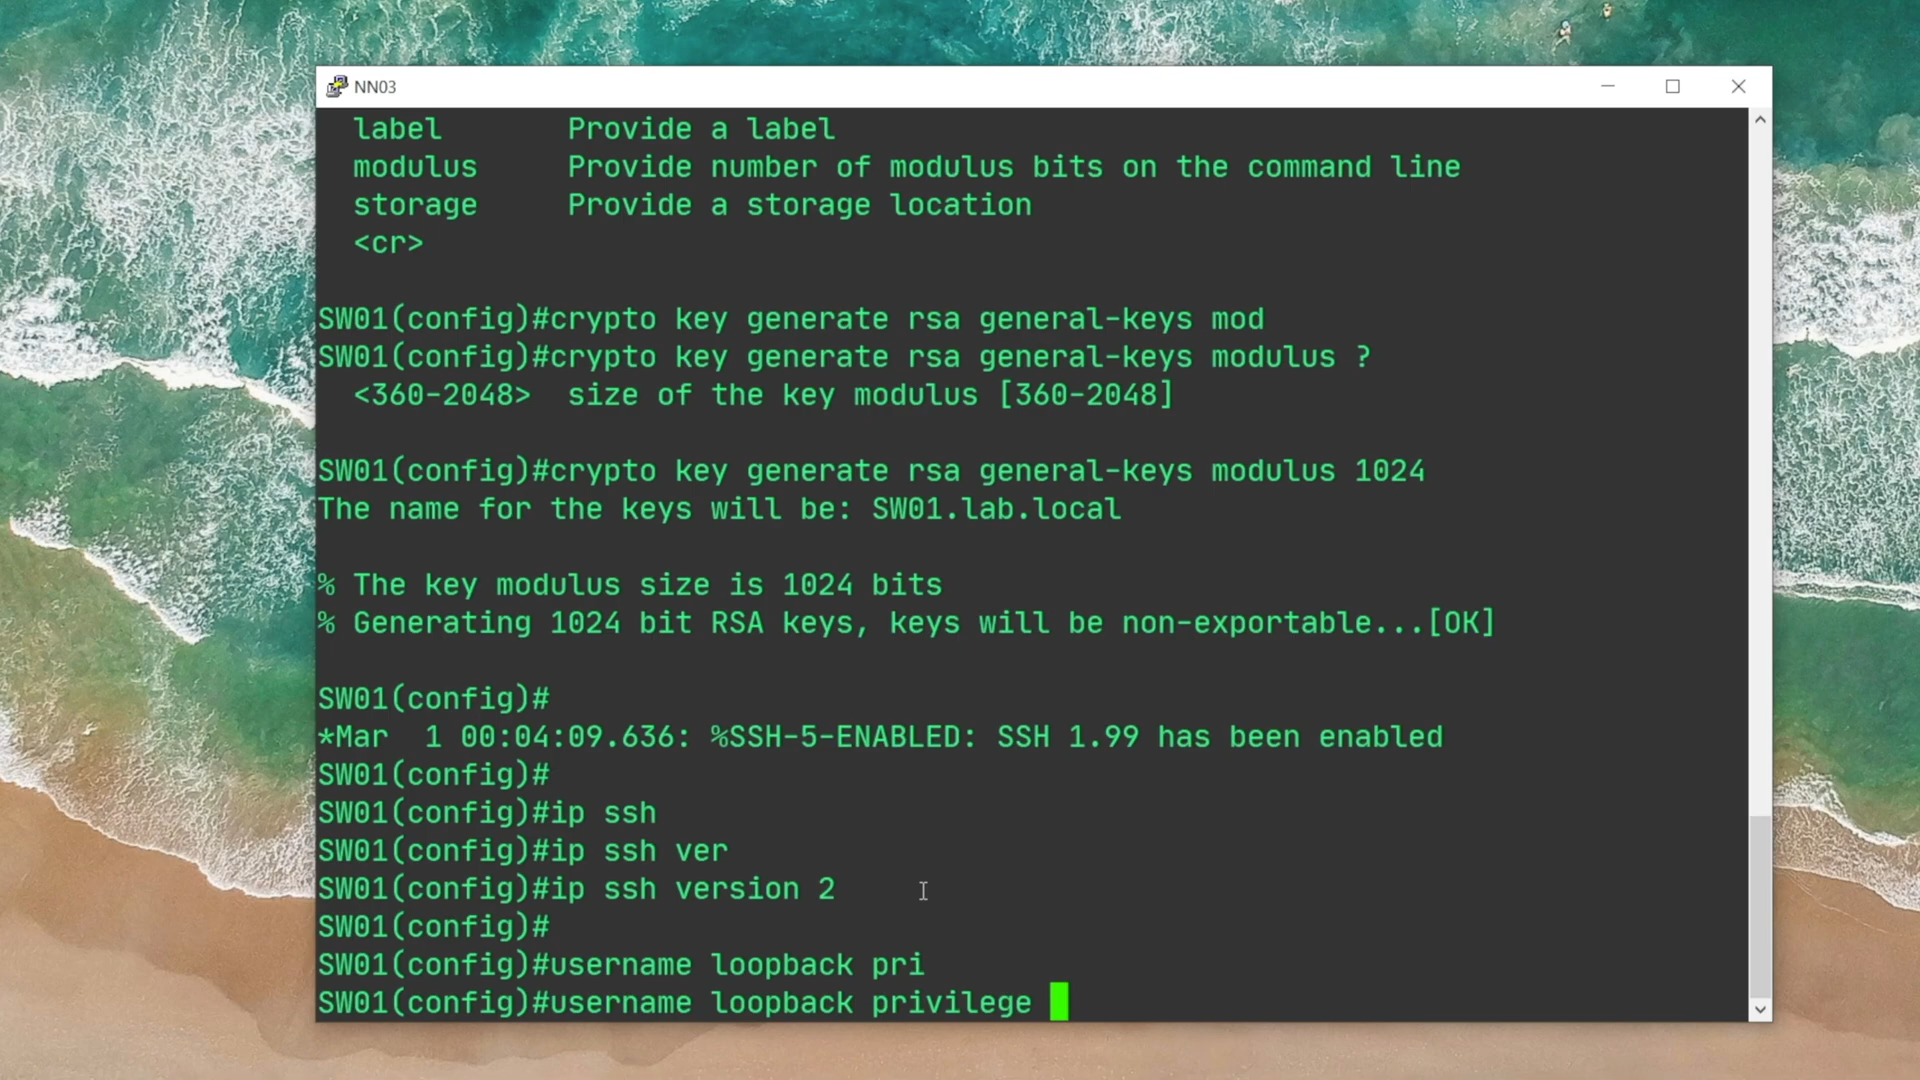 NN03
label Provide a label
modulus Provide number of modulus bits on the command line
storage Provide a storage location
<cr>
SW01(config)#crypto key generate rsa general-keys mod
SW01(config)#crypto key generate rsa general-keys modulus ?
<360-2048> size of the key modulus [360-2048]
SW01(config)#crypto key generate rsa general-keys modulus 1024
The name for the keys will be: SW01.lab.local
% The key modulus size is 1024 bits
% Generating 1024 bit RSA keys, keys will be non-exportable...[OK]
SW01(config)#
*Mar 1 00:04:09.636: %SSH-5-ENABLED: SSH 1.99 has been enabled
SW01(config)#
SW01(config)#ip ssh
SW01(config)#ip ssh ver
SW01(config)#ip ssh version 2
SW01(config)#
SW01(config)#username loopback pri
SW01(config)#username loopback privilege